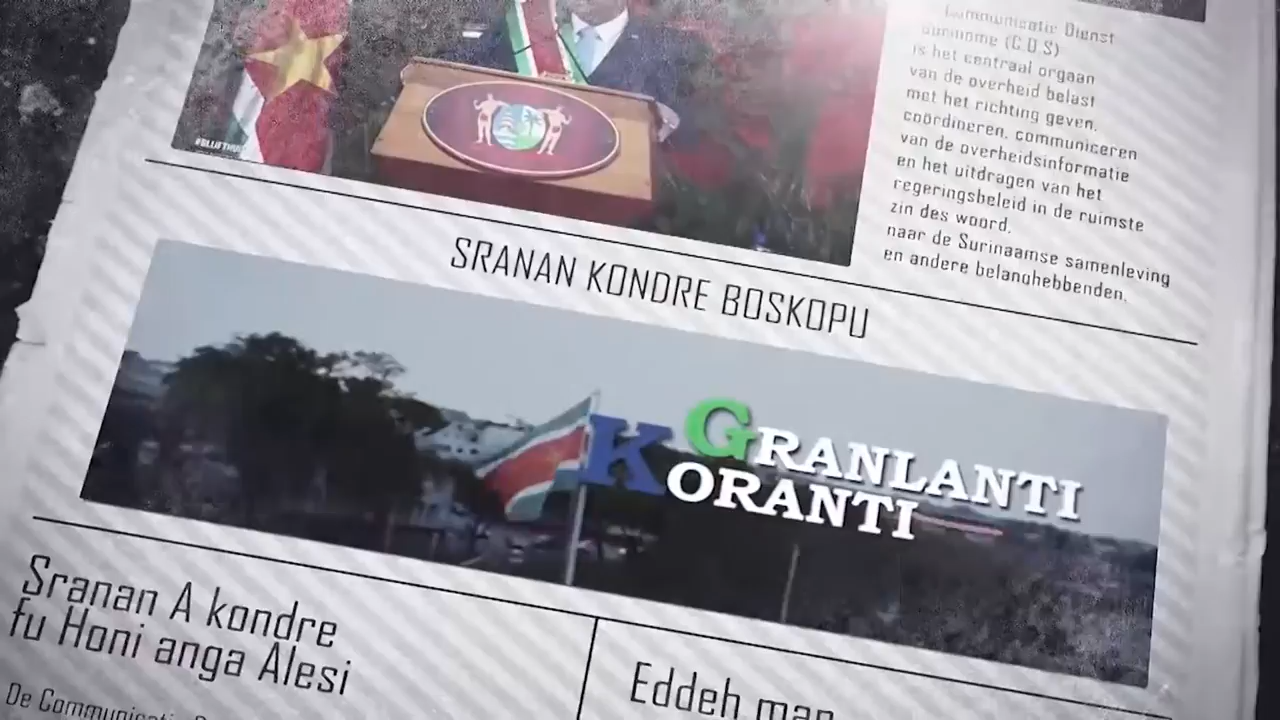 Communicatie Dienst
Suriname (C.D.S)
is het centraal orgaan
van de overheid belast
met het richting geven,
coördineren, communiceren
van de overheidsinformatie
en het uitdragen van het
regeringsbeleid in de ruimste
zin des woord.
naar de Surinaamse samenleving
en andere belanghebbenden.
SRANAN KONDRE BOSKOPU
GRANLANTI
KORANTI
Sranan A kondre
fu Honi anga Alesi
De
Eddeh man